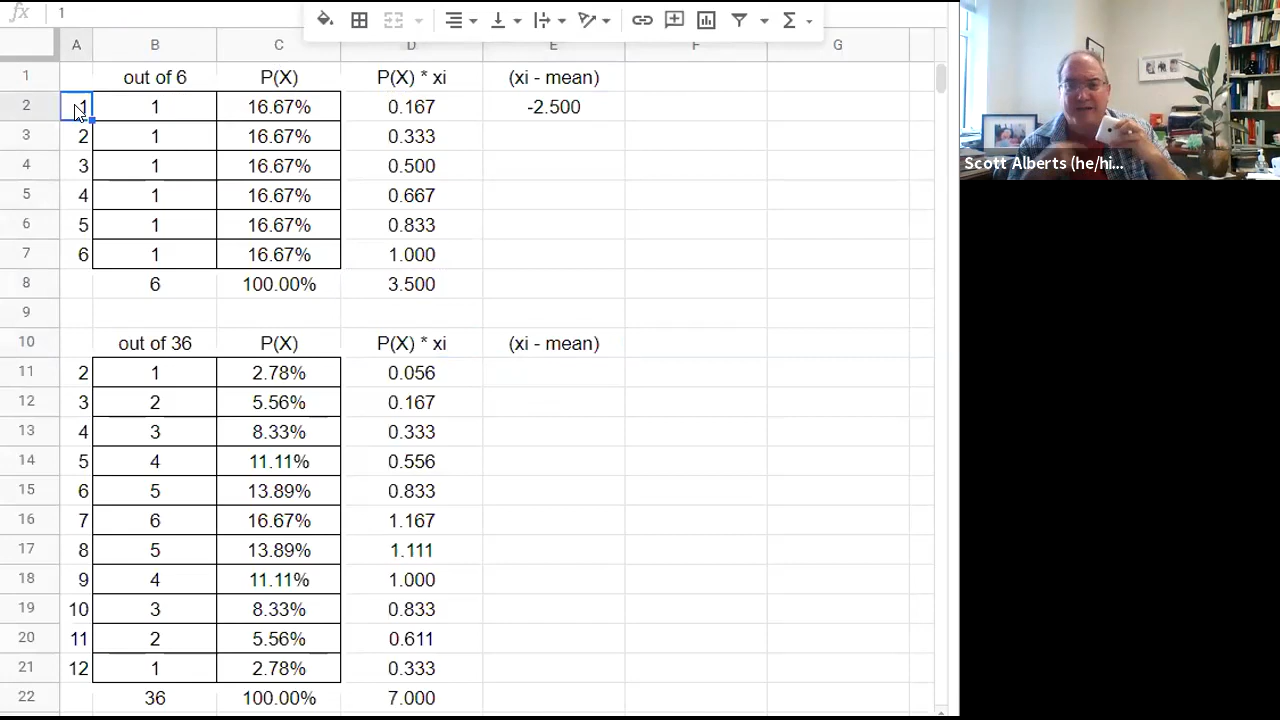 fx 1
A B C D E F G
1 out of 6 P(X) P(X) * xi (xi - mean)
2 1 1 16.67% 0.167 -2.500
3 2 1 16.67% 0.333
4 3 1 16.67% 0.500
5 4 1 16.67% 0.667
6 5 1 16.67% 0.833
7 6 1 16.67% 1.000
8 6 100.00% 3.500
9
10 out of 36 P(X) P(X) * xi (xi - mean)
11 2 1 2.78% 0.056
12 3 2 5.56% 0.167
13 4 3 8.33% 0.333
14 5 4 11.11% 0.556
15 6 5 13.89% 0.833
16 7 6 16.67% 1.167
17 8 5 13.89% 1.111
18 9 4 11.11% 1.000
19 10 3 8.33% 0.833
20 11 2 5.56% 0.611
21 12 1 2.78% 0.333
22 36 100.00% 7.000
Scott Alberts (he/hi...